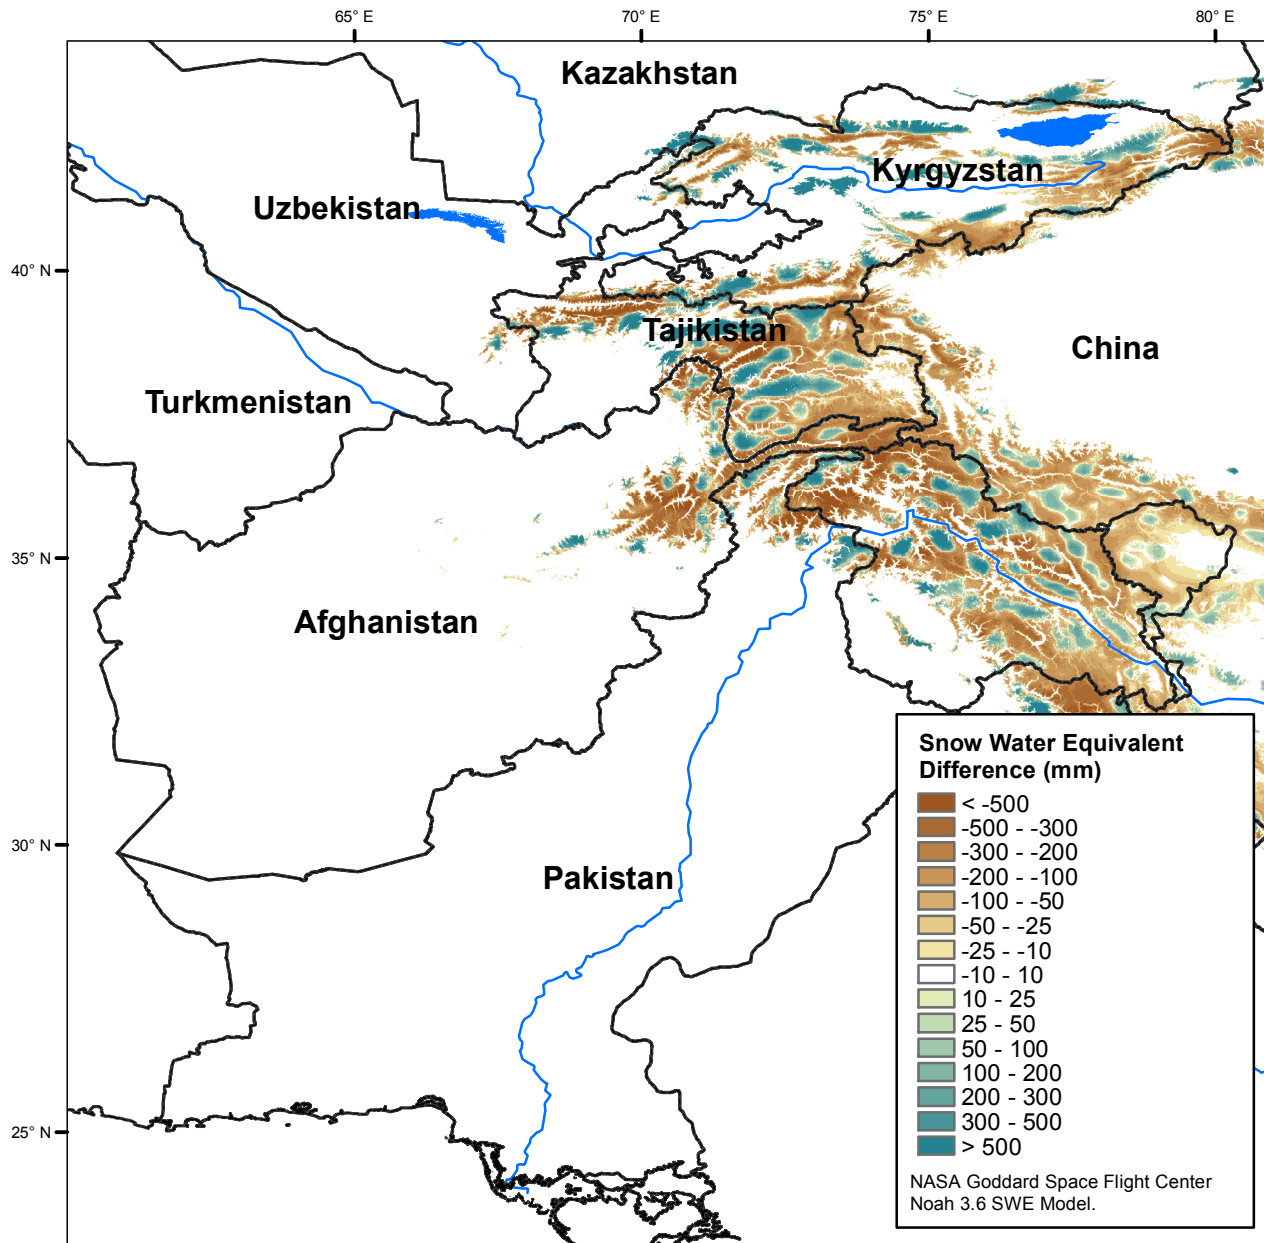 65° E
70° E
75° E
80° E
Kazakhstan
Kyrgyzstan
Uzbekistan
40° N
Tajikistan
China
Turkmenistan
35° N
Afghanistan
Snow Water Equivalent
Difference (mm)
< -500
-500 - -300
-300 - -200
-200 - -100
-100 - -50
-50 - -25
-25 - -10
-10 - 10
10 - 25
25 - 50
50 - 100
100 - 200
200 - 300
300 - 500
> 500
NASA Goddard Space Flight Center
Noah 3.6 SWE Model.
30° N
Pakistan
25° N